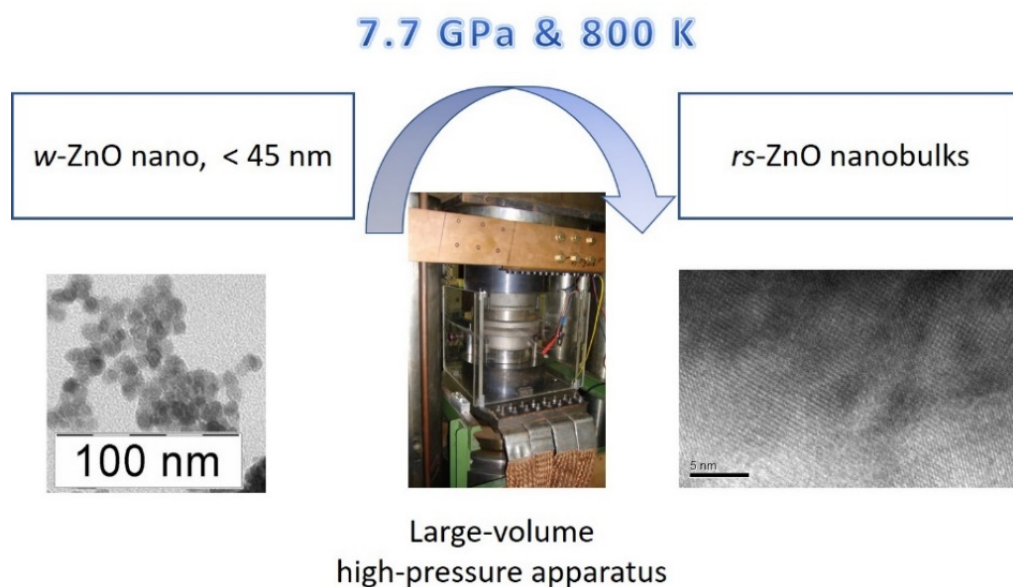 7.7 GPa & 800 K
w-ZnO nano, < 45 nm
rs-ZnO nanobulks
100 nm
5 nm
Large-volume
high-pressure apparatus